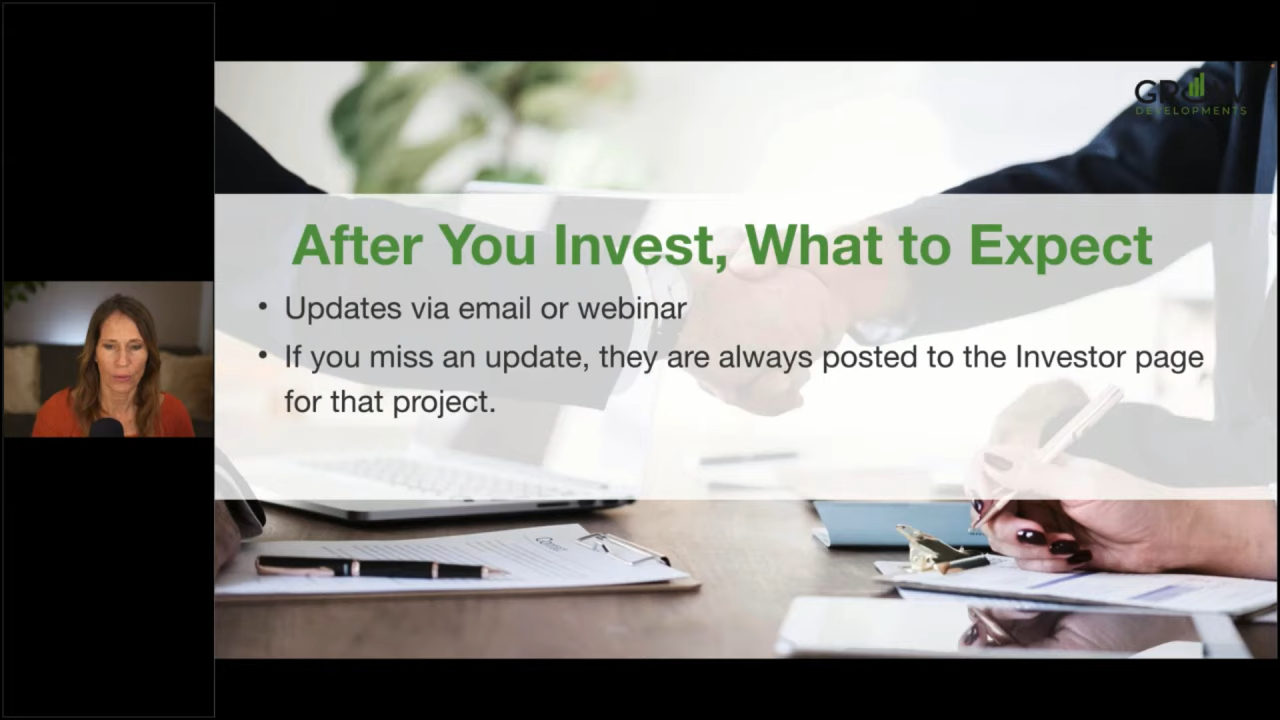 GROW
DEVELOPMENTS
After You Invest, What to Expect
• Updates via email or webinar
• If you miss an update, they are always posted to the Investor page
for that project.